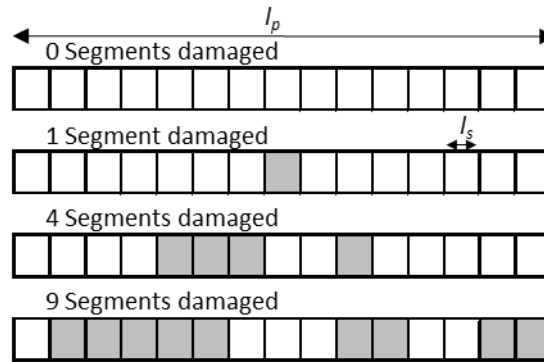 l_p
0 Segments damaged
1 Segment damaged
l_s
4 Segments damaged
9 Segments damaged